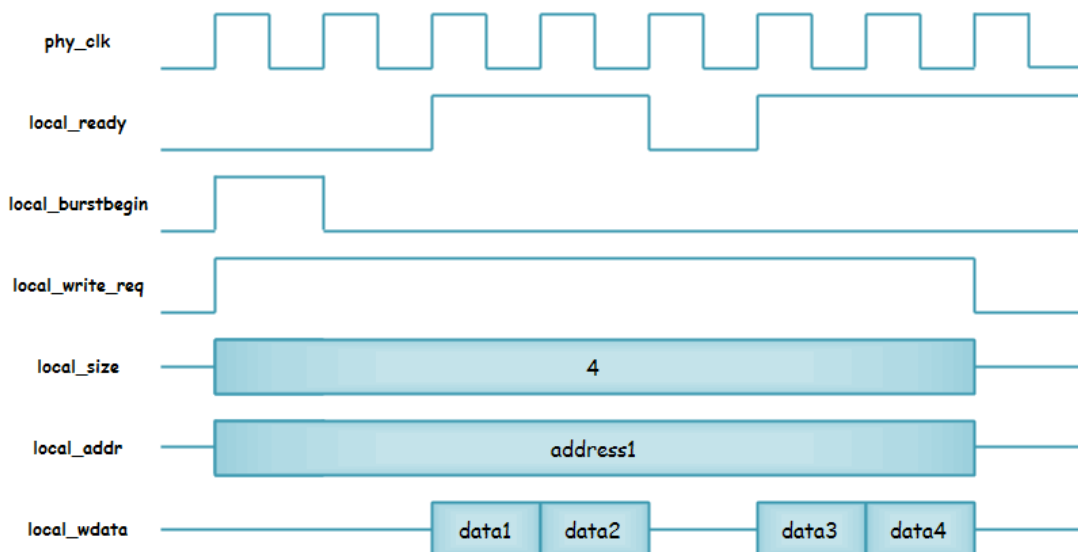 phy_clk
local_ready
local_burstbegin
local_write_req
local_size
4
local_addr
address1
local_wdata
data1
data2
data3
data4